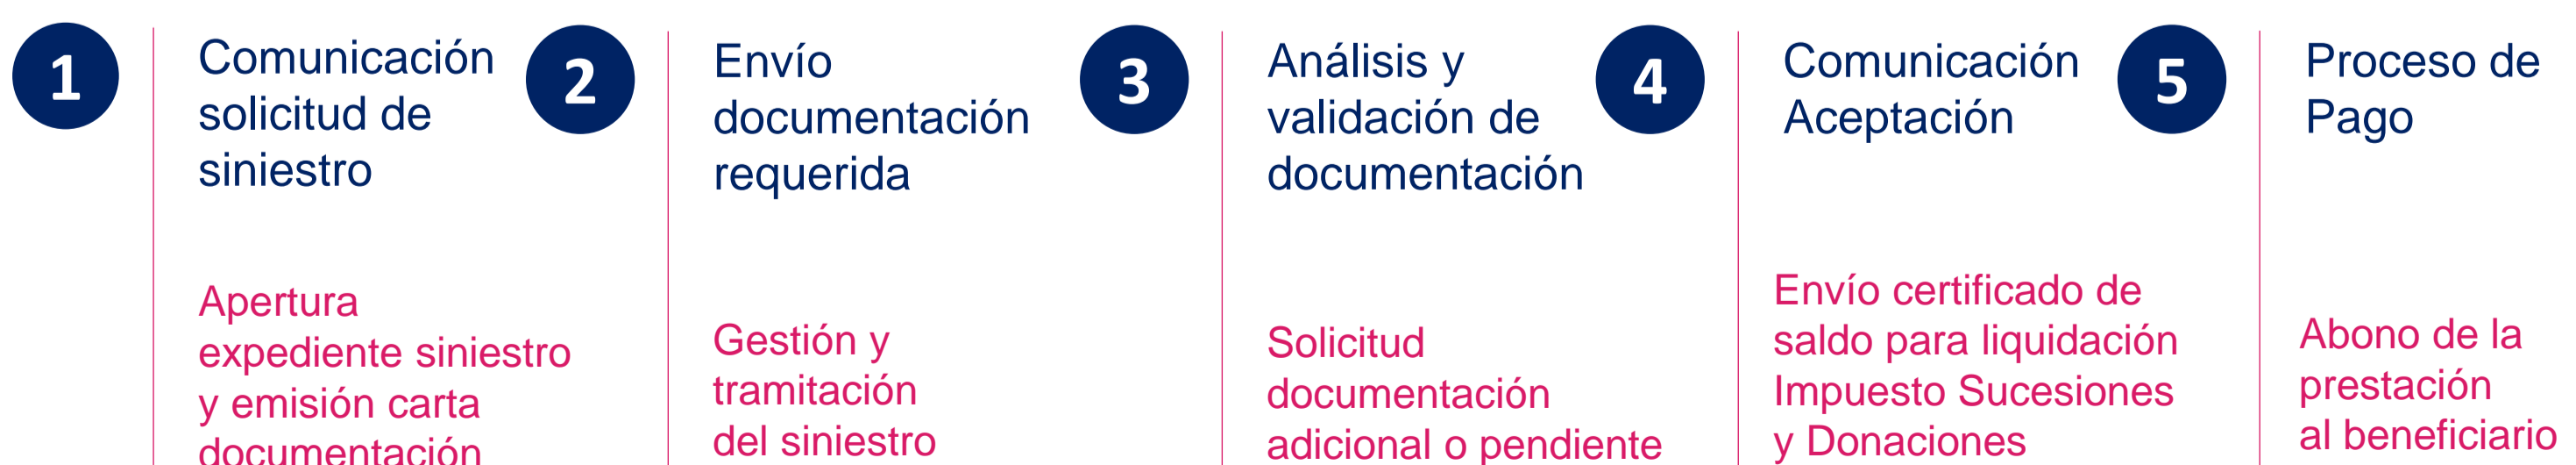 1
Comunicación
solicitud de
siniestro
Apertura
expediente siniestro
y emisión carta
documentación
2
Envío
documentación
requerida
Gestión y
tramitación
del siniestro
3
Análisis y
validación de
documentación
Solicitud
documentación
adicional o pendiente
4
Comunicación
Aceptación
Envío certificado de
saldo para liquidación
Impuesto Sucesiones
y Donaciones
5
Proceso de
Pago
Abono de la
prestación
al beneficiario